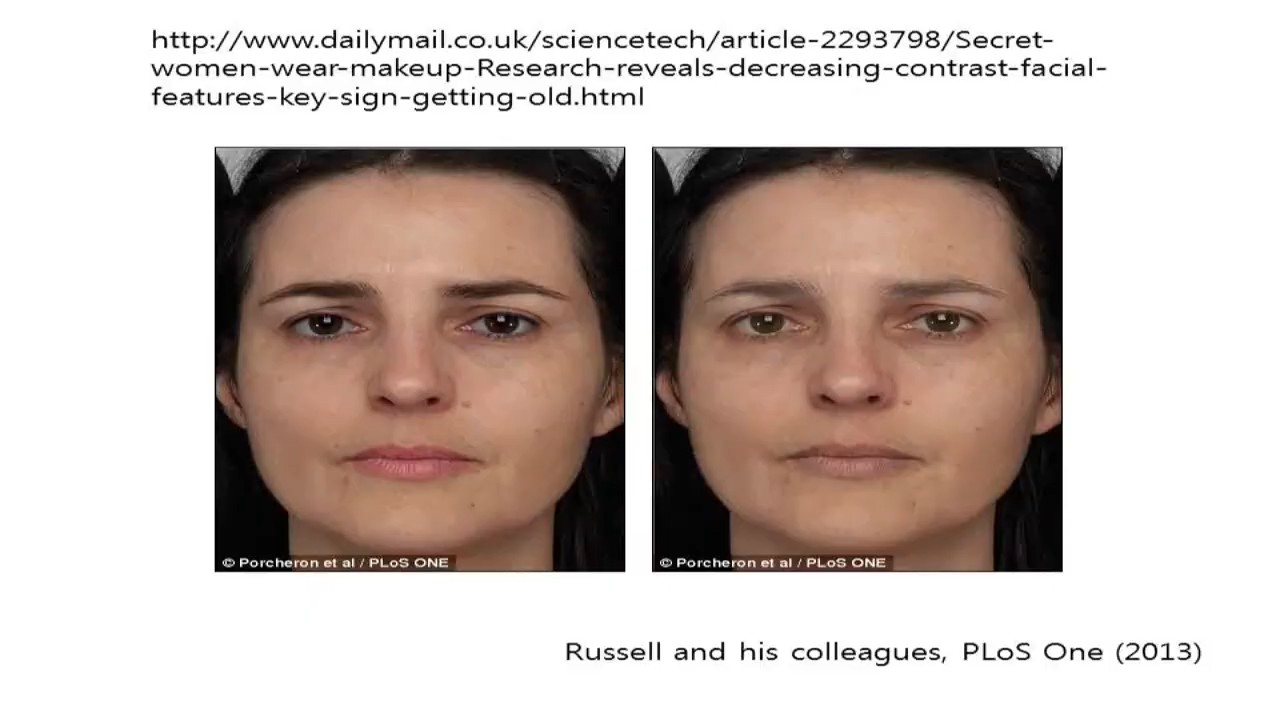 http://www.dailymail.co.uk/sciencetech/article-2293798/Secret-
women-wear-makeup-Research-reveals-decreasing-contrast-facial-
features-key-sign-getting-old.html
© Porcheron et al / PLoS ONE
© Porcheron et al / PLoS ONE
Russell and his colleagues, PLoS One (2013)